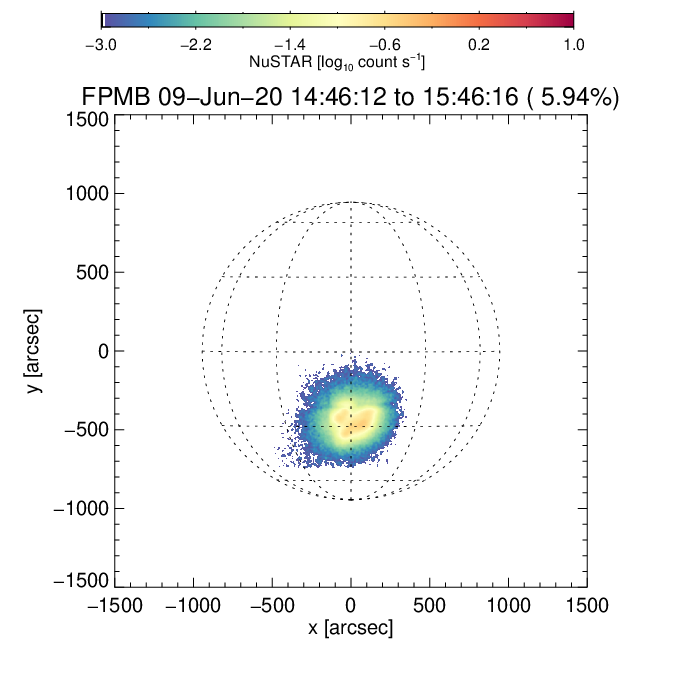 −3.0 −2.2 −1.4 −0.6 0.2 1.0
NuSTAR [log₁₀ count s⁻¹]
FPMB 09−Jun−20 14:46:12 to 15:46:16 ( 5.94%)
1500
1000
500
0
−500
−1000
−1500
y [arcsec]
−1500 −1000 −500 0 500 1000 1500
x [arcsec]